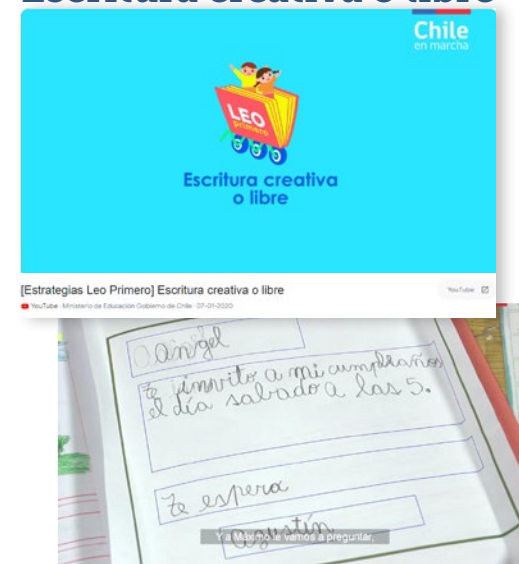 Escritura creativa o libre
Chile
en marcha
LEO
primero
Escritura creativa
o libre
[Estrategias Leo Primero] Escritura creativa o libre
YouTube
YouTube · Ministerio de Educación Gobierno de Chile · 07-01-2020
angel
te invito a mi cumpleaños
el día sabado a las 5.
te espera
agustín
Y a Máximo le vamos a preguntar,